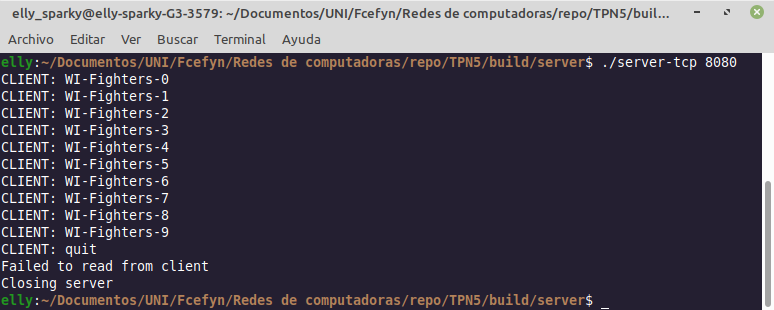 elly_sparky@elly-sparky-G3-3579: ~/Documentos/UNI/Fcefyn/Redes de computadoras/repo/TPN5/buil...
Archivo Editar Ver Buscar Terminal Ayuda
elly:~/Documentos/UNI/Fcefyn/Redes de computadoras/repo/TPN5/build/server$ ./server-tcp 8080
CLIENT: WI-Fighters-0
CLIENT: WI-Fighters-1
CLIENT: WI-Fighters-2
CLIENT: WI-Fighters-3
CLIENT: WI-Fighters-4
CLIENT: WI-Fighters-5
CLIENT: WI-Fighters-6
CLIENT: WI-Fighters-7
CLIENT: WI-Fighters-8
CLIENT: WI-Fighters-9
CLIENT: quit
Failed to read from client
Closing server
elly:~/Documentos/UNI/Fcefyn/Redes de computadoras/repo/TPN5/build/server$ _